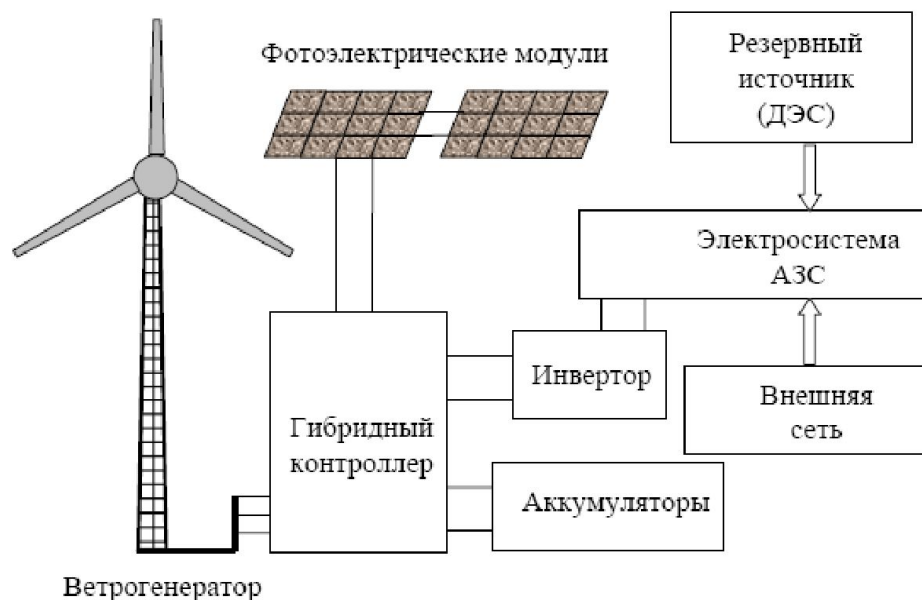 Фотоэлектрические модули
Резервный
источник
(ДЭС)
Электросистема
АЗС
Инвертор
Внешняя
сеть
Гибридный
контроллер
Аккумуляторы
Ветрогенератор